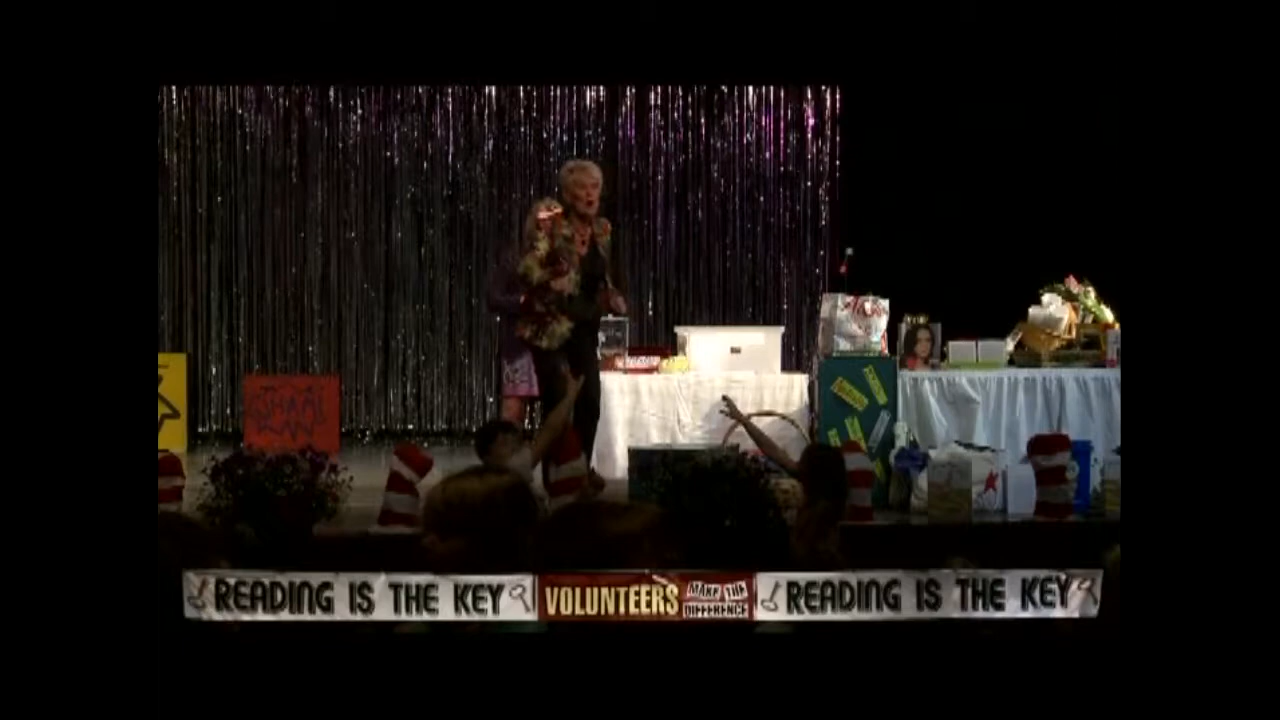 READING IS THE KEY
VOLUNTEERS
MAKE THE
DIFFERENCE
READING IS THE KEY